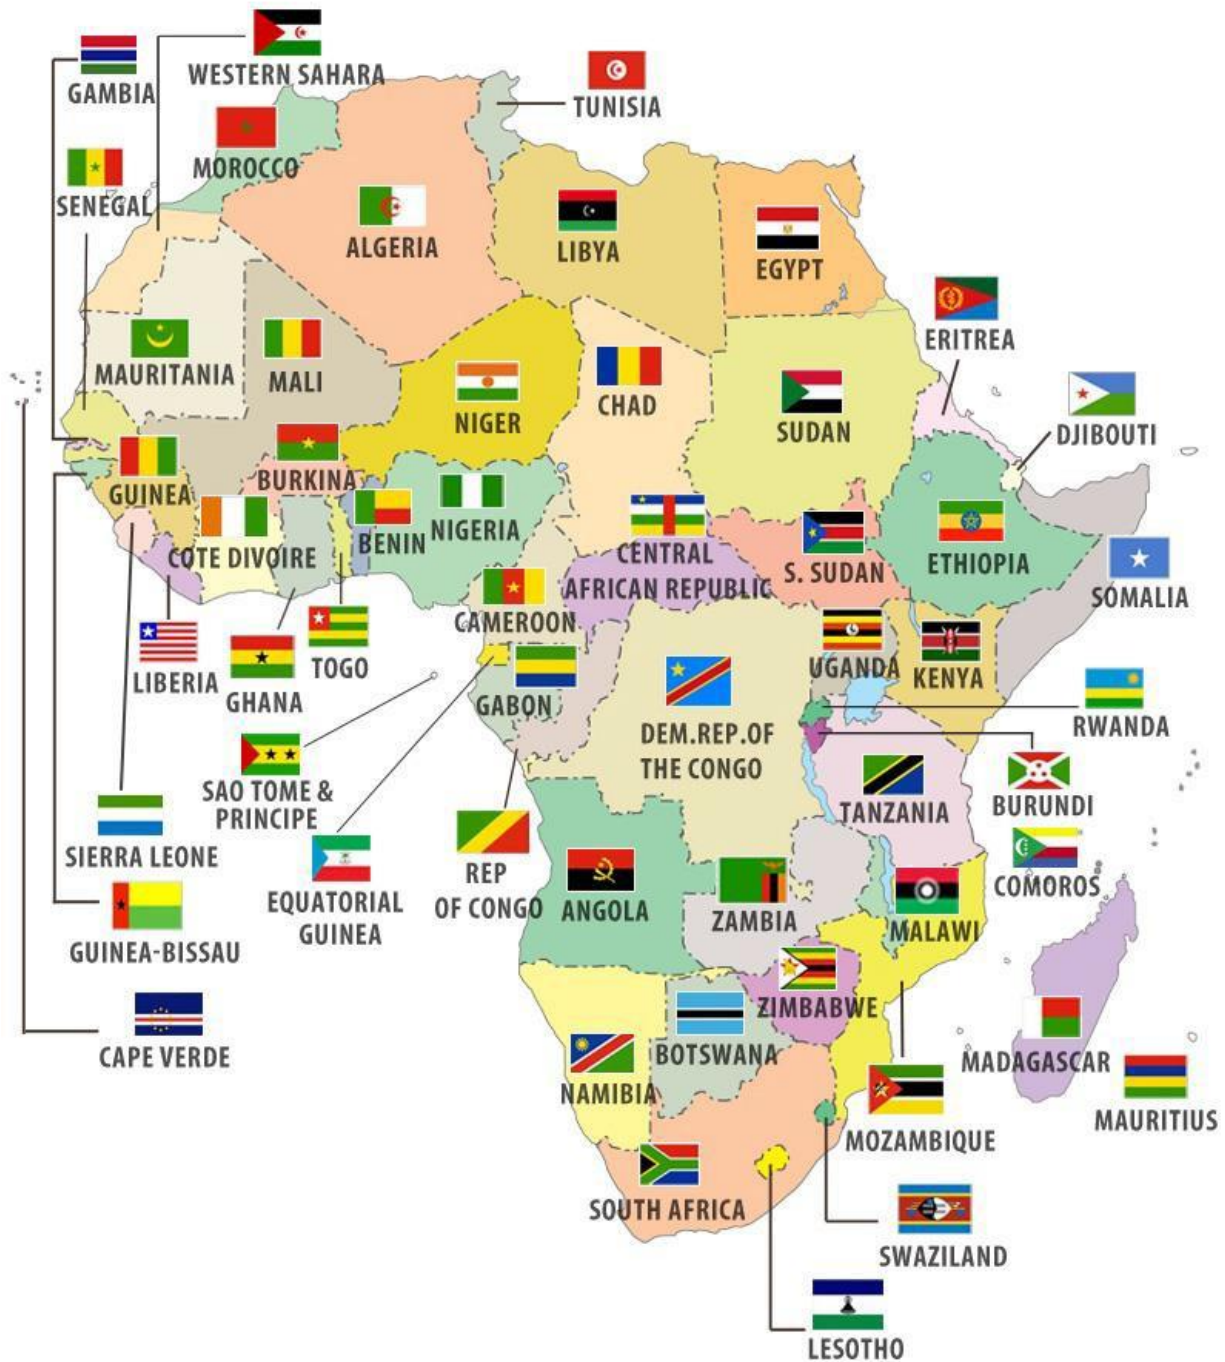 WESTERN SAHARA
GAMBIA
TUNISIA
MOROCCO
SENEGAL
ALGERIA
LIBYA
EGYPT
ERITREA
MAURITANIA
MALI
NIGER
CHAD
SUDAN
DJIBOUTI
GUINEA
BURKINA
BENIN
NIGERIA
COTE DIVOIRE
CENTRAL
AFRICAN REPUBLIC
S. SUDAN
ETHIOPIA
SOMALIA
CAMEROON
LIBERIA
GHANA
TOGO
GABON
UGANDA
KENYA
RWANDA
DEM.REP.OF
THE CONGO
SAO TOME &
PRINCIPE
TANZANIA
BURUNDI
SIERRA LEONE
EQUATORIAL
GUINEA
REP
OF CONGO
ANGOLA
ZAMBIA
MALAWI
COMOROS
GUINEA-BISSAU
ZIMBABWE
CAPE VERDE
NAMIBIA
BOTSWANA
MADAGASCAR
MAURITIUS
MOZAMBIQUE
SOUTH AFRICA
SWAZILAND
LESOTHO